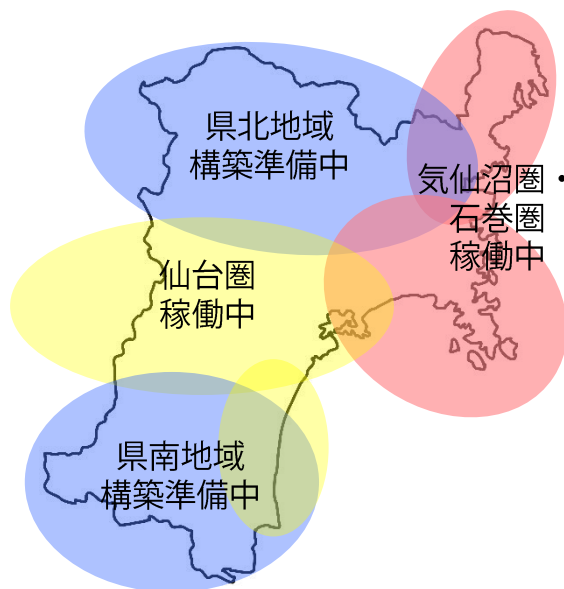 県北地域
構築準備中
気仙沼圏・
石巻圏
稼働中
仙台圏
稼働中
県南地域
構築準備中